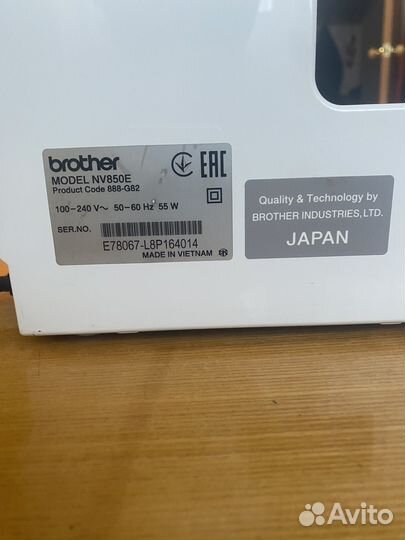 brother
MODEL NV850E
Product Code 888-G82
EAC
100-240 V~ 50-60 Hz 55 W
SER.NO.
E78067-L8P164014
MADE IN VIETNAM
Quality & Technology by
BROTHER INDUSTRIES, LTD.
JAPAN
Avito